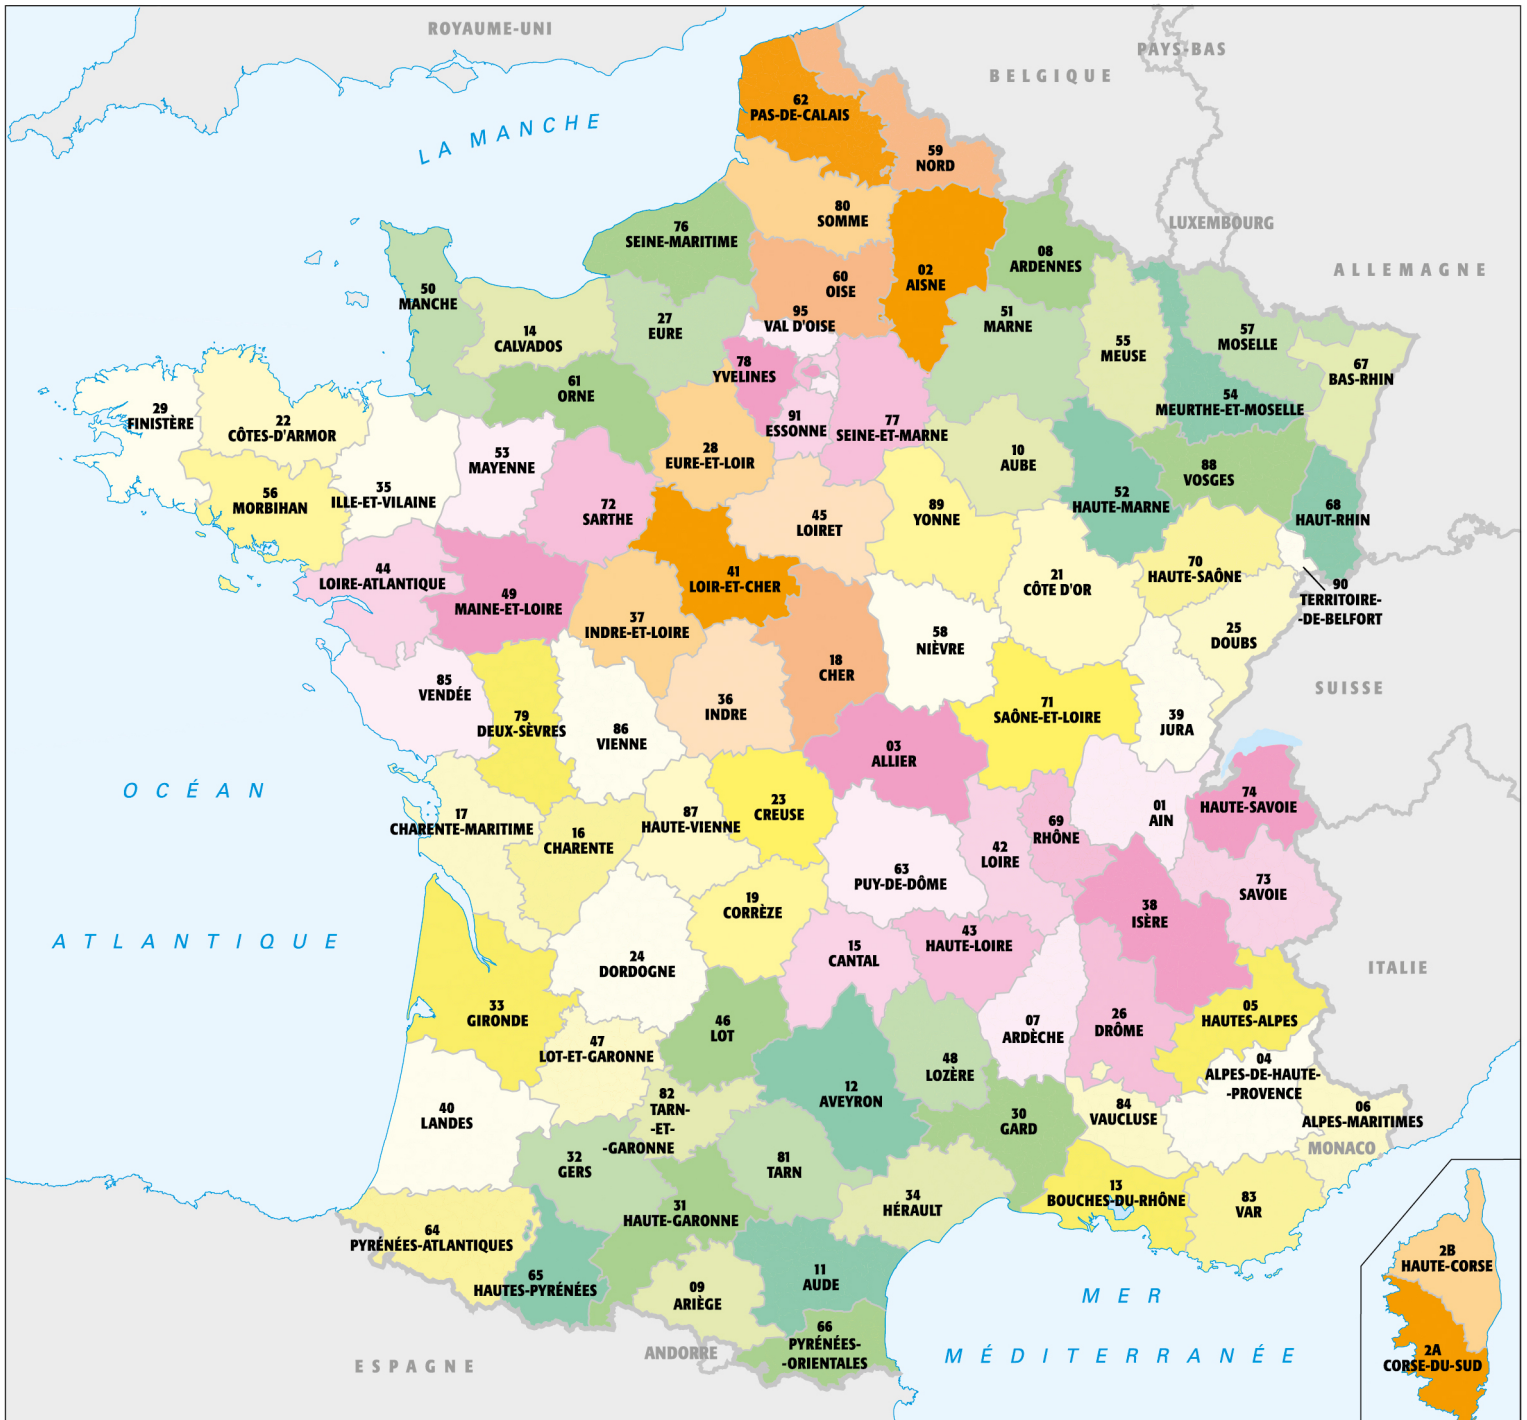 ROYAUME-UNI
PAYS-BAS
BELGIQUE
62
PAS-DE-CALAIS
LA MANCHE
59
NORD
80
SOMME
LUXEMBOURG
76
SEINE-MARITIME
08
ARDENNES
ALLEMAGNE
02
AISNE
60
OISE
50
MANCHE
95
VAL D'OISE
51
MARNE
27
EURE
14
CALVADOS
57
MOSELLE
55
MEUSE
67
BAS-RHIN
78
YVELINES
61
ORNE
54
MEURTHE-ET-MOSELLE
29
FINISTÈRE
22
CÔTES-D'ARMOR
91
ESSONNE
77
SEINE-ET-MARNE
28
EURE-ET-LOIR
53
MAYENNE
10
AUBE
88
VOSGES
56
MORBIHAN
35
ILLE-ET-VILAINE
72
SARTHE
45
LOIRET
89
YONNE
52
HAUTE-MARNE
68
HAUT-RHIN
44
LOIRE-ATLANTIQUE
41
LOIR-ET-CHER
21
CÔTE D'OR
70
HAUTE-SAÔNE
90
TERRITOIRE-
-DE-BELFORT
49
MAINE-ET-LOIRE
37
INDRE-ET-LOIRE
58
NIÈVRE
25
DOUBS
18
CHER
SUISSE
85
VENDÉE
36
INDRE
71
SAÔNE-ET-LOIRE
39
JURA
79
DEUX-SÈVRES
86
VIENNE
03
ALLIER
OCÉAN
74
HAUTE-SAVOIE
23
CREUSE
01
AIN
17
CHARENTE-MARITIME
87
HAUTE-VIENNE
69
RHÔNE
16
CHARENTE
42
LOIRE
63
PUY-DE-DÔME
73
SAVOIE
19
CORRÈZE
38
ISÈRE
ATLANTIQUE
43
HAUTE-LOIRE
15
CANTAL
24
DORDOGNE
ITALIE
33
GIRONDE
46
LOT
07
ARDÈCHE
26
DRÔME
05
HAUTES-ALPES
47
LOT-ET-GARONNE
48
LOZÈRE
04
ALPES-DE-HAUTE-
-PROVENCE
12
AVEYRON
82
TARN-
-ET-
-GARONNE
40
LANDES
30
GARD
84
VAUCLUSE
06
ALPES-MARITIMES
MONACO
32
GERS
81
TARN
13
BOUCHES-DU-RHÔNE
34
HÉRAULT
83
VAR
31
HAUTE-GARONNE
64
PYRÉNÉES-ATLANTIQUES
2B
HAUTE-CORSE
65
HAUTES-PYRÉNÉES
11
AUDE
09
ARIÈGE
MER
66
PYRÉNÉES-
-ORIENTALES
ANDORRE
MÉDITERRANÉE
2A
CORSE-DU-SUD
ESPAGNE